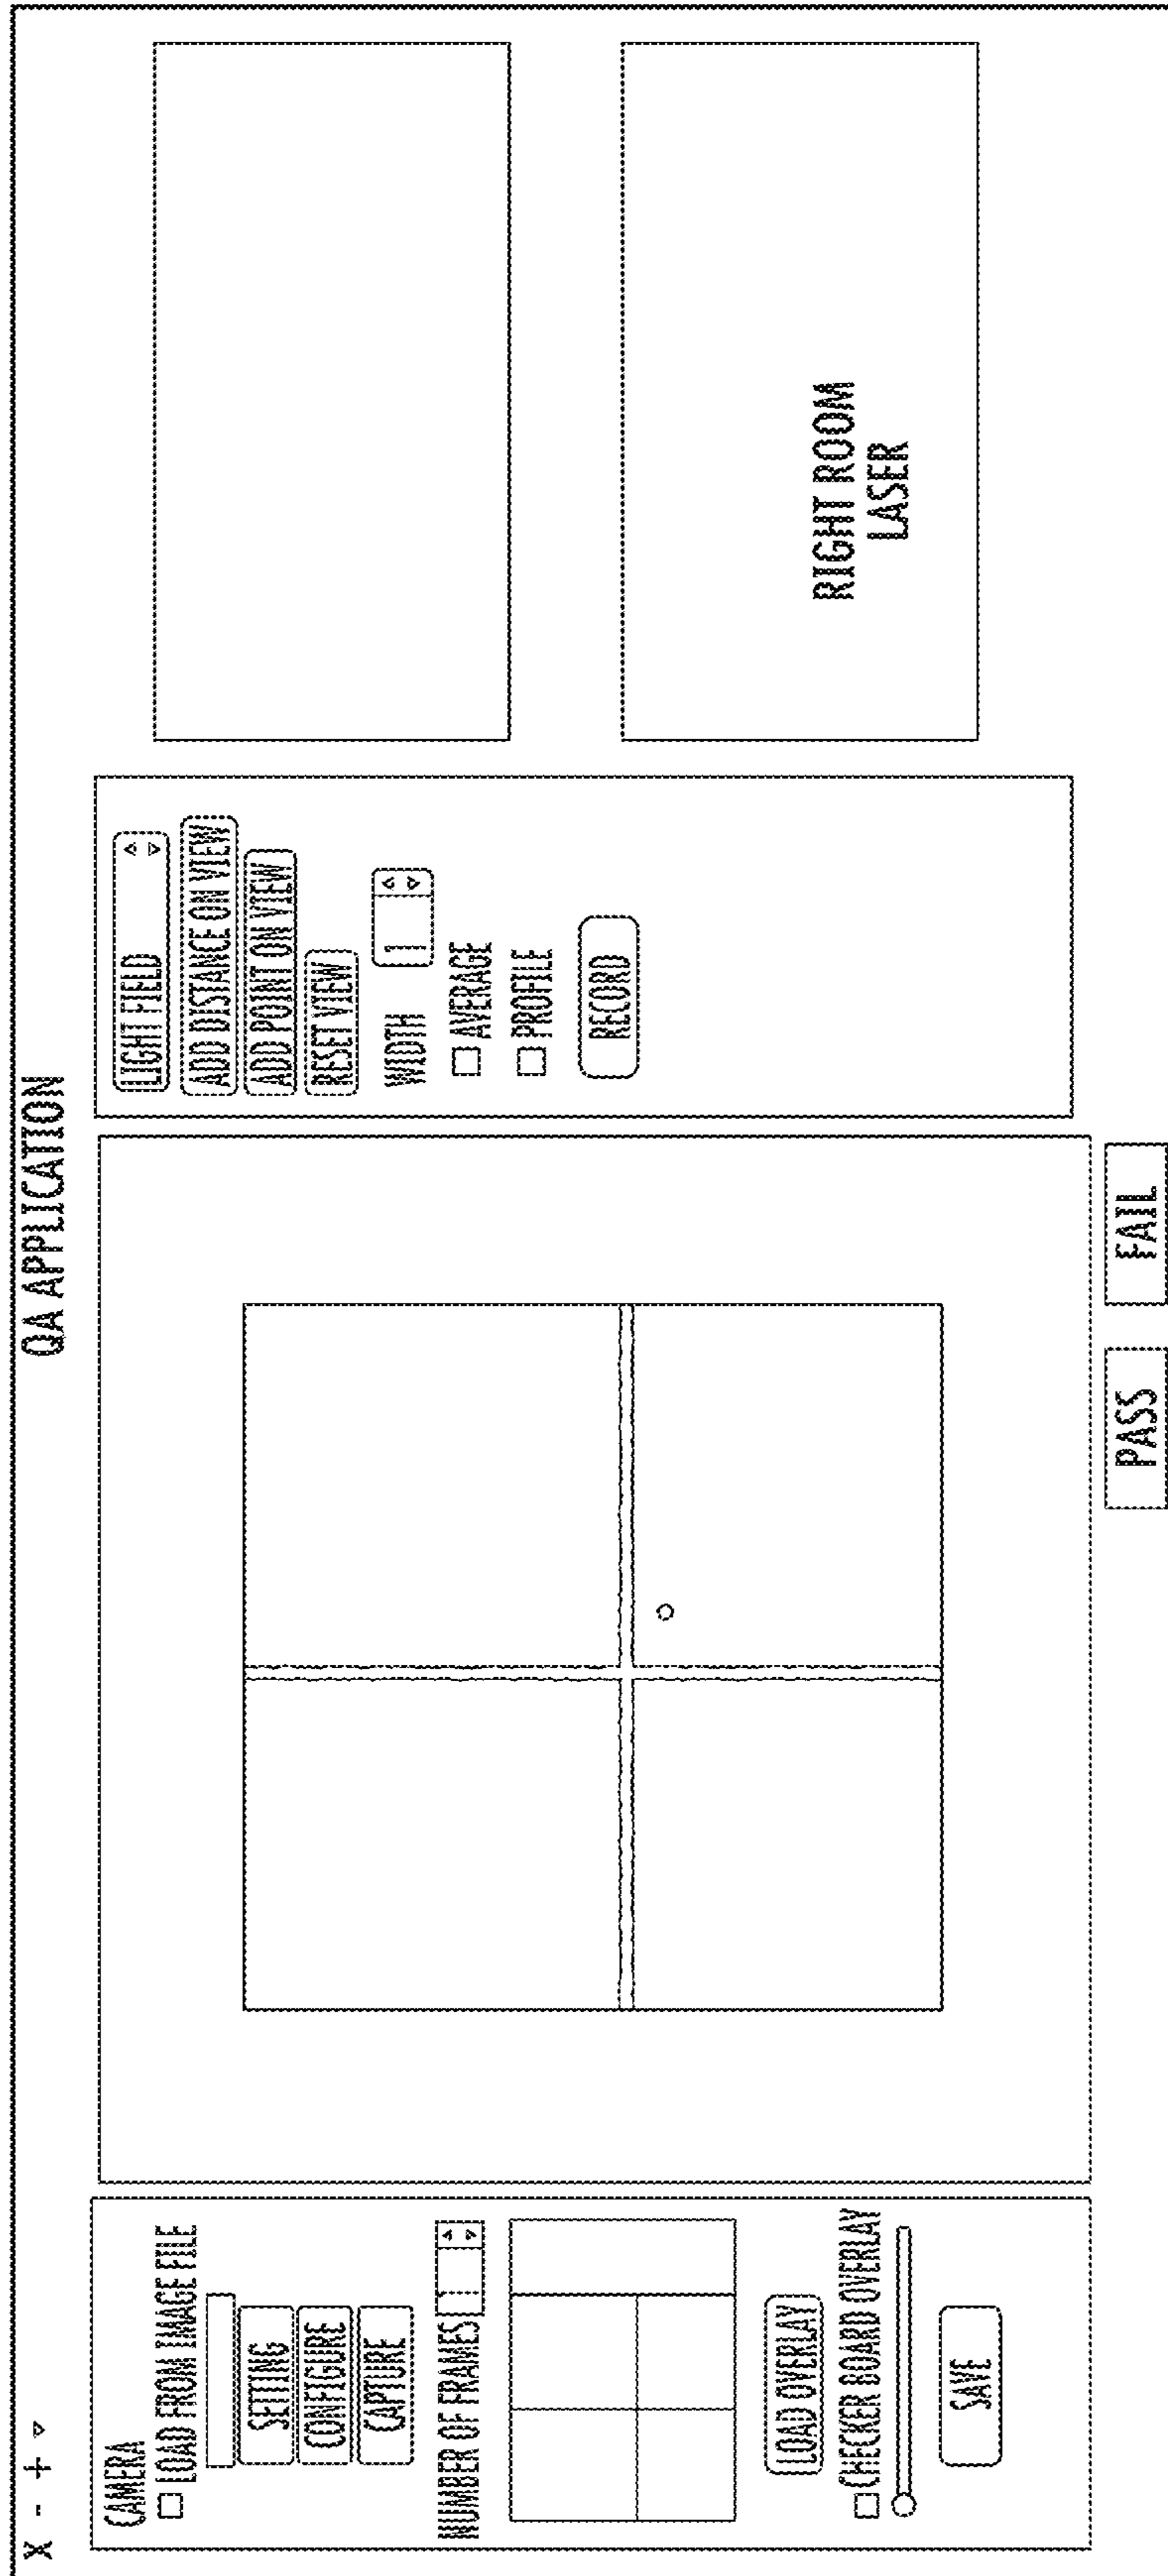 X - +
QA APPLICATION
CAMERA
LOAD FROM IMAGE FILE
SETTING
CONFIGURE
CAPTURE
NUMBER OF FRAMES 1
LOAD OVERLAY
CHECKER BOARD OVERLAY
SAVE
LIGHT FIELD
ADD DISTANCE ON VIEW
ADD POINT ON VIEW
RESET VIEW
WIDTH 1
AVERAGE
PROFILE
RECORD
RIGHT ROOM
LASER
PASS
FAIL